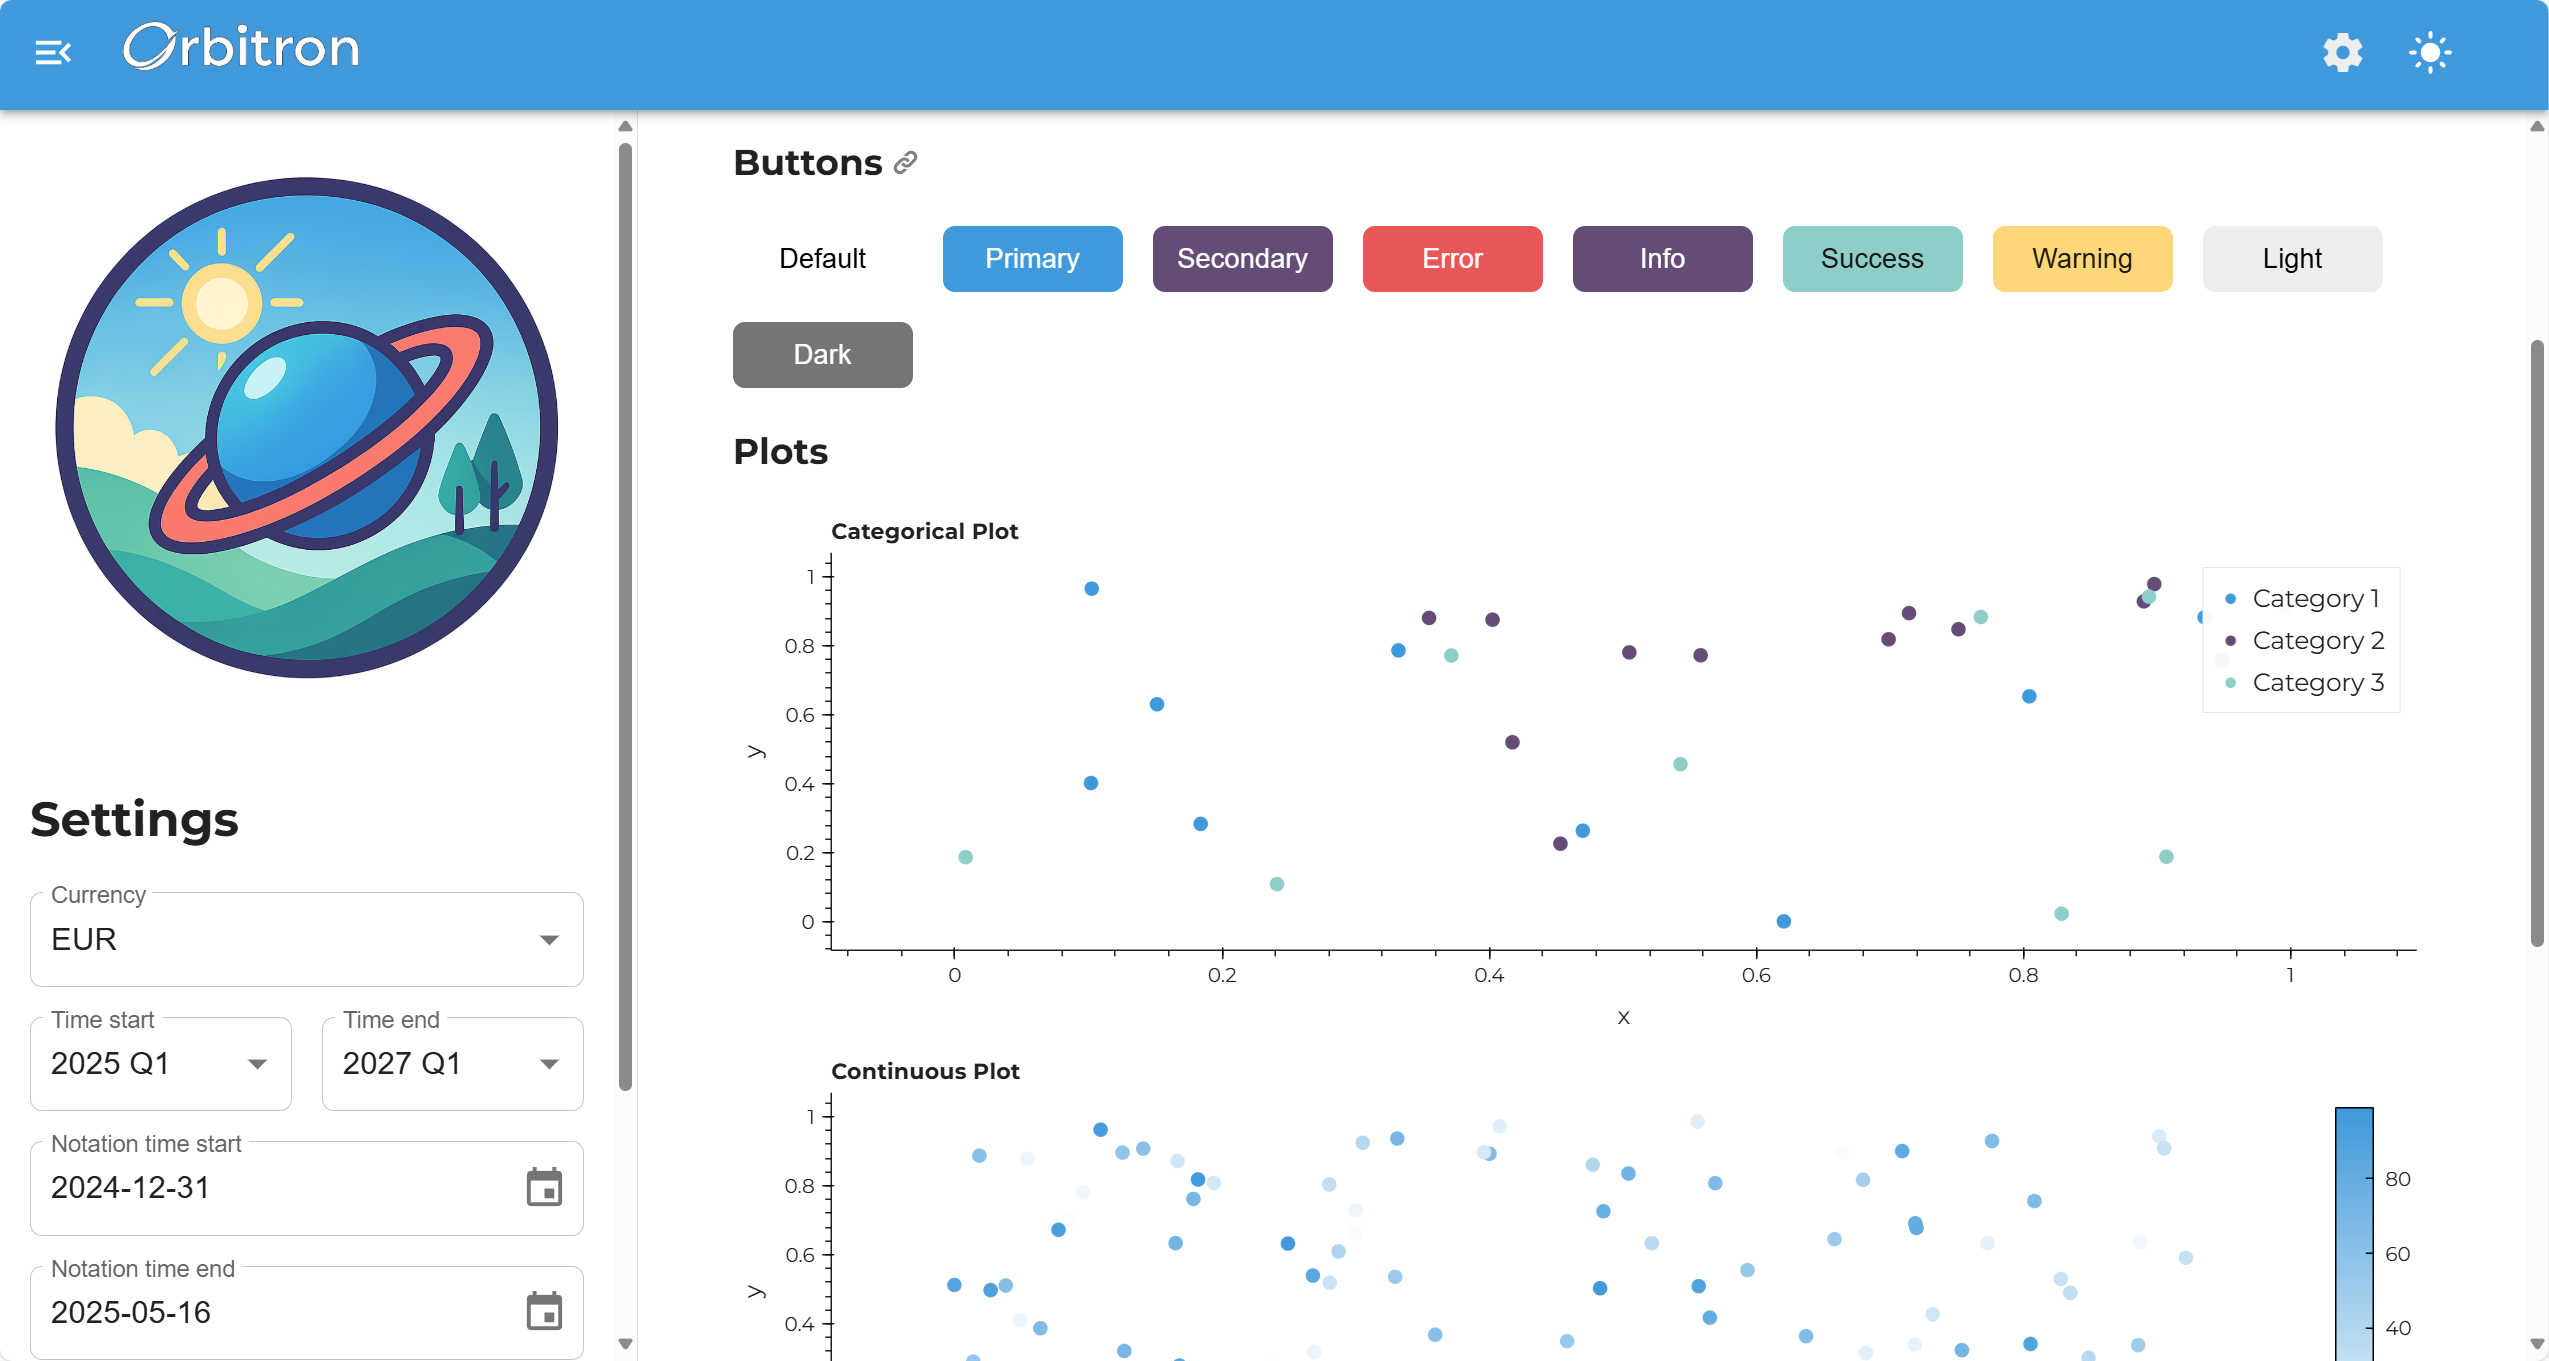 Orbitron
Settings
Currency
EUR
Time start
2025 Q1
Time end
2027 Q1
Notation time start
2024-12-31
Notation time end
2025-05-16
Buttons
Default
Primary
Secondary
Error
Info
Success
Warning
Light
Dark
Plots
Categorical Plot
1
0.8
0.6
0.4
0.2
0
y
0
0.2
0.4
0.6
0.8
1
x
Category 1
Category 2
Category 3
Continuous Plot
1
0.8
0.6
0.4
y
80
60
40